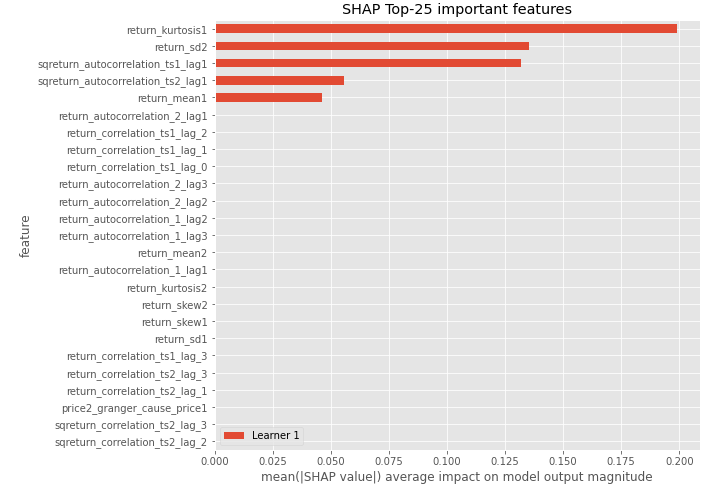 SHAP Top-25 important features
return_kurtosis1
return_sd2
sqreturn_autocorrelation_ts1_lag1
sqreturn_autocorrelation_ts2_lag1
return_mean1
return_autocorrelation_2_lag1
return_correlation_ts1_lag_2
return_correlation_ts1_lag_1
return_correlation_ts1_lag_0
return_autocorrelation_2_lag3
return_autocorrelation_2_lag2
return_autocorrelation_1_lag2
return_autocorrelation_1_lag3
return_mean2
return_autocorrelation_1_lag1
return_kurtosis2
return_skew2
return_skew1
return_sd1
return_correlation_ts1_lag_3
return_correlation_ts2_lag_3
return_correlation_ts2_lag_1
price2_granger_cause_price1
sqreturn_correlation_ts2_lag_3
sqreturn_correlation_ts2_lag_2
feature
Learner 1
0.000 0.025 0.050 0.075 0.100 0.125 0.150 0.175 0.200
mean(|SHAP value|) average impact on model output magnitude